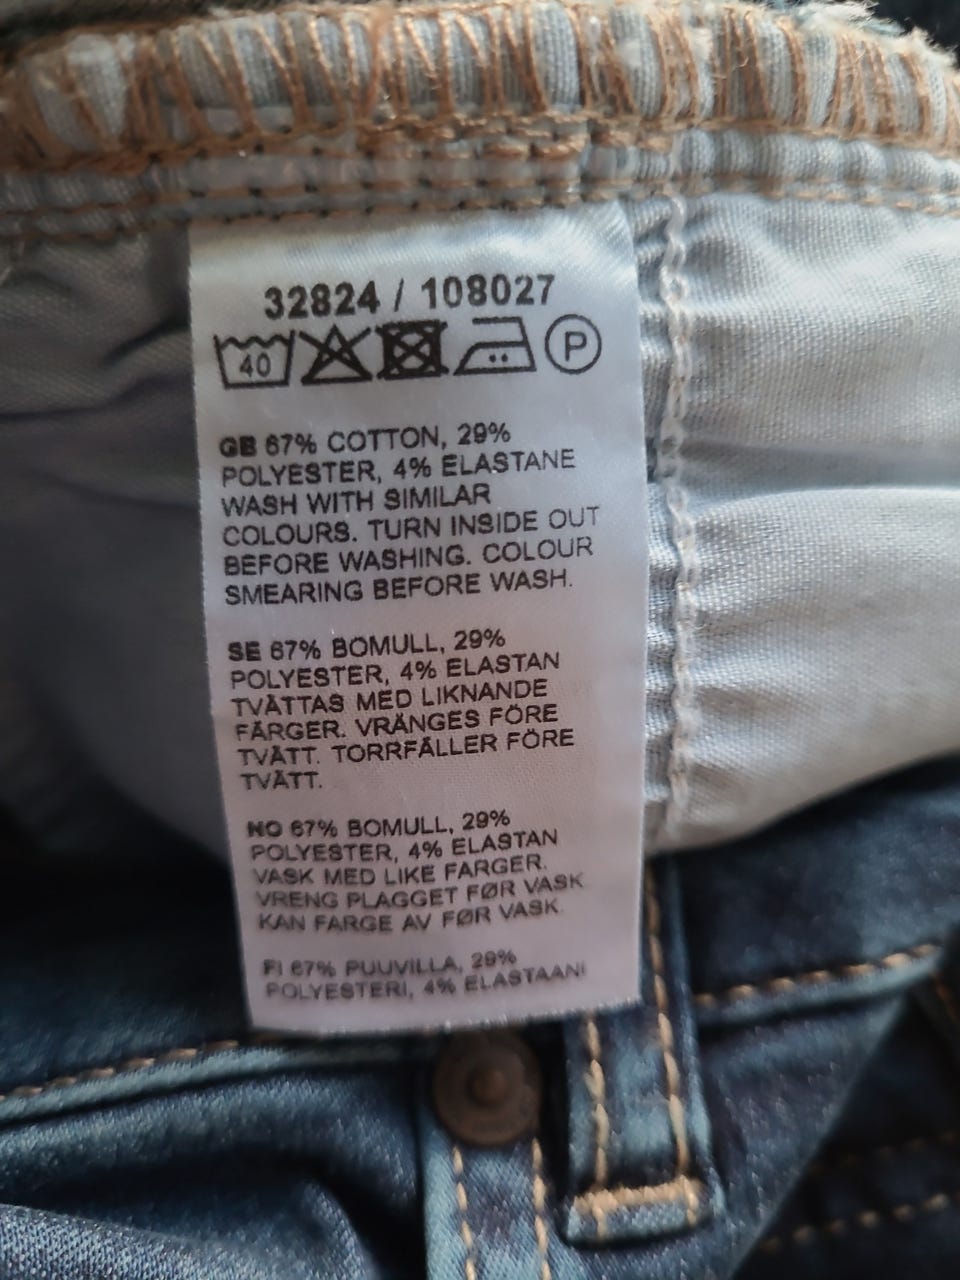 32824 / 108027
40 P
GB 67% COTTON, 29%
POLYESTER, 4% ELASTANE
WASH WITH SIMILAR
COLOURS. TURN INSIDE OUT
BEFORE WASHING. COLOUR
SMEARING BEFORE WASH.
SE 67% BOMULL, 29%
POLYESTER, 4% ELASTAN
TVÄTTAS MED LIKNANDE
FÄRGER. VRÄNGES FÖRE
TVÄTT. TORRFÄLLER FÖRE
TVÄTT.
NO 67% BOMULL, 29%
POLYESTER, 4% ELASTAN
VASK MED LIKE FARGER.
VRENG PLAGGET FØR VASK
KAN FARGE AV FØR VASK.
FI 67% PUUVILLA, 29%
POLYESTERI, 4% ELASTAANI